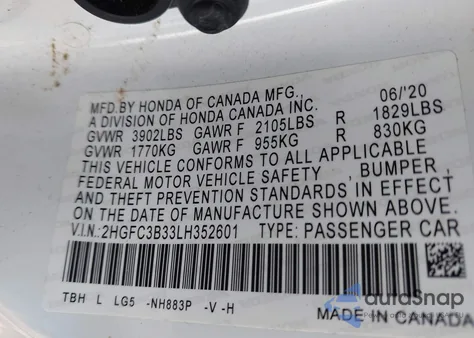 MFD.BY HONDA OF CANADA MFG., 06/'20
A DIVISION OF HONDA CANADA INC.
GVWR 3902LBS GAWR F 2105LBS R 1829LBS
GVWR 1770KG GAWR F 955KG R 830KG
THIS VEHICLE CONFORMS TO ALL APPLICABLE
FEDERAL MOTOR VEHICLE SAFETY , BUMPER ,
AND THEFT PREVENTION STANDARDS IN EFFECT
ON THE DATE OF MANUFACTURE SHOWN ABOVE.
V.I.N.: 2HGFC3B33LH352601 TYPE: PASSENGER CAR
TBH L LG5 -NH883P -V-H
autoSnap
MADE IN CANADA